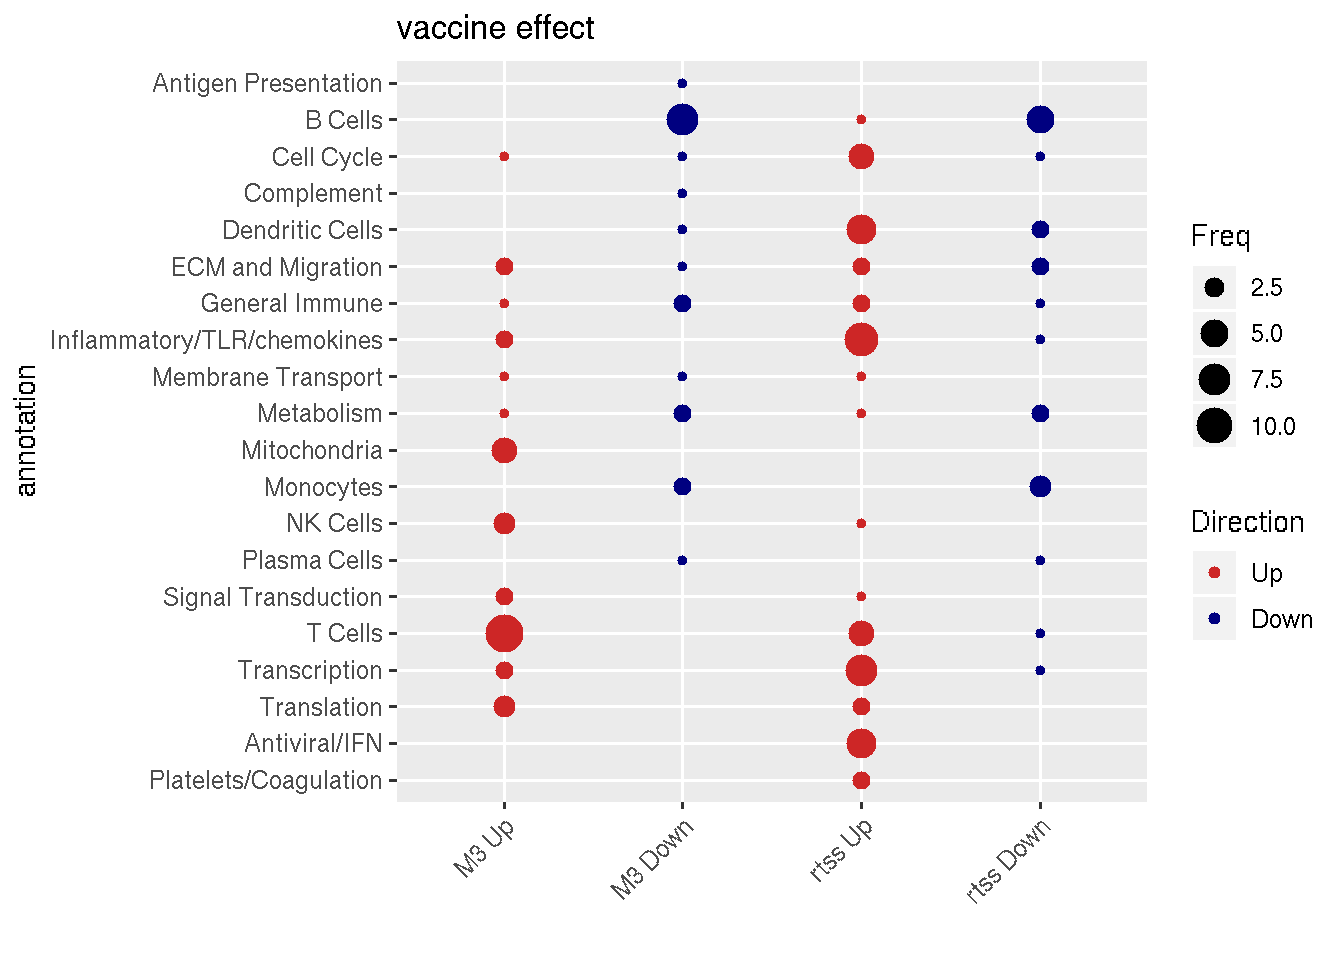 vaccine effect
annotation
Antigen Presentation
B Cells
Cell Cycle
Complement
Dendritic Cells
ECM and Migration
General Immune
Inflammatory/TLR/chemokines
Membrane Transport
Metabolism
Mitochondria
Monocytes
NK Cells
Plasma Cells
Signal Transduction
T Cells
Transcription
Translation
Antiviral/IFN
Platelets/Coagulation
M3 Up
M3 Down
rtss Up
rtss Down
Freq
2.5
5.0
7.5
10.0
Direction
Up
Down